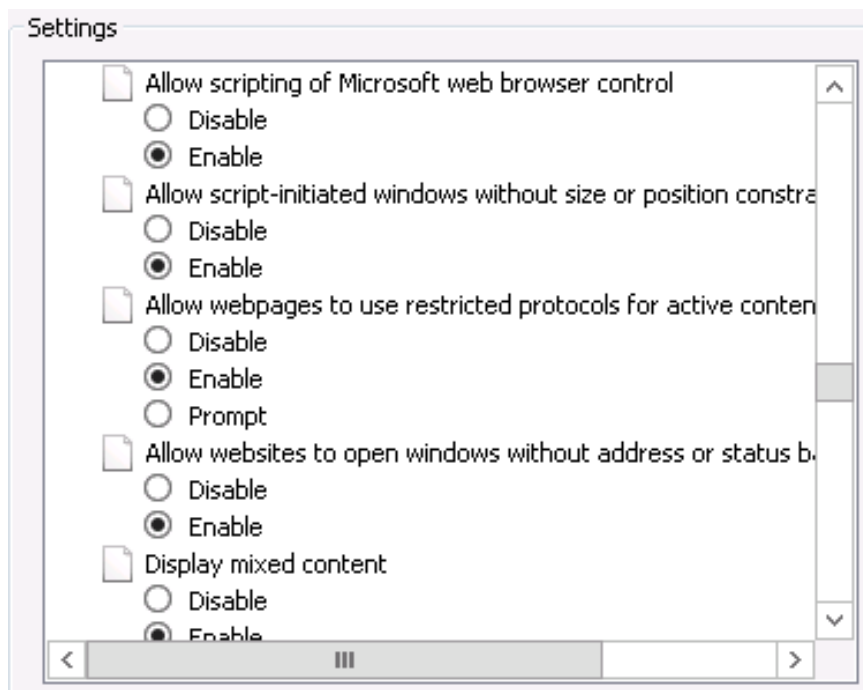 Settings
Allow scripting of Microsoft web browser control
Disable
Enable
Allow script-initiated windows without size or position constra
Disable
Enable
Allow webpages to use restricted protocols for active conten
Disable
Enable
Prompt
Allow websites to open windows without address or status b
Disable
Enable
Display mixed content
Disable
Enable